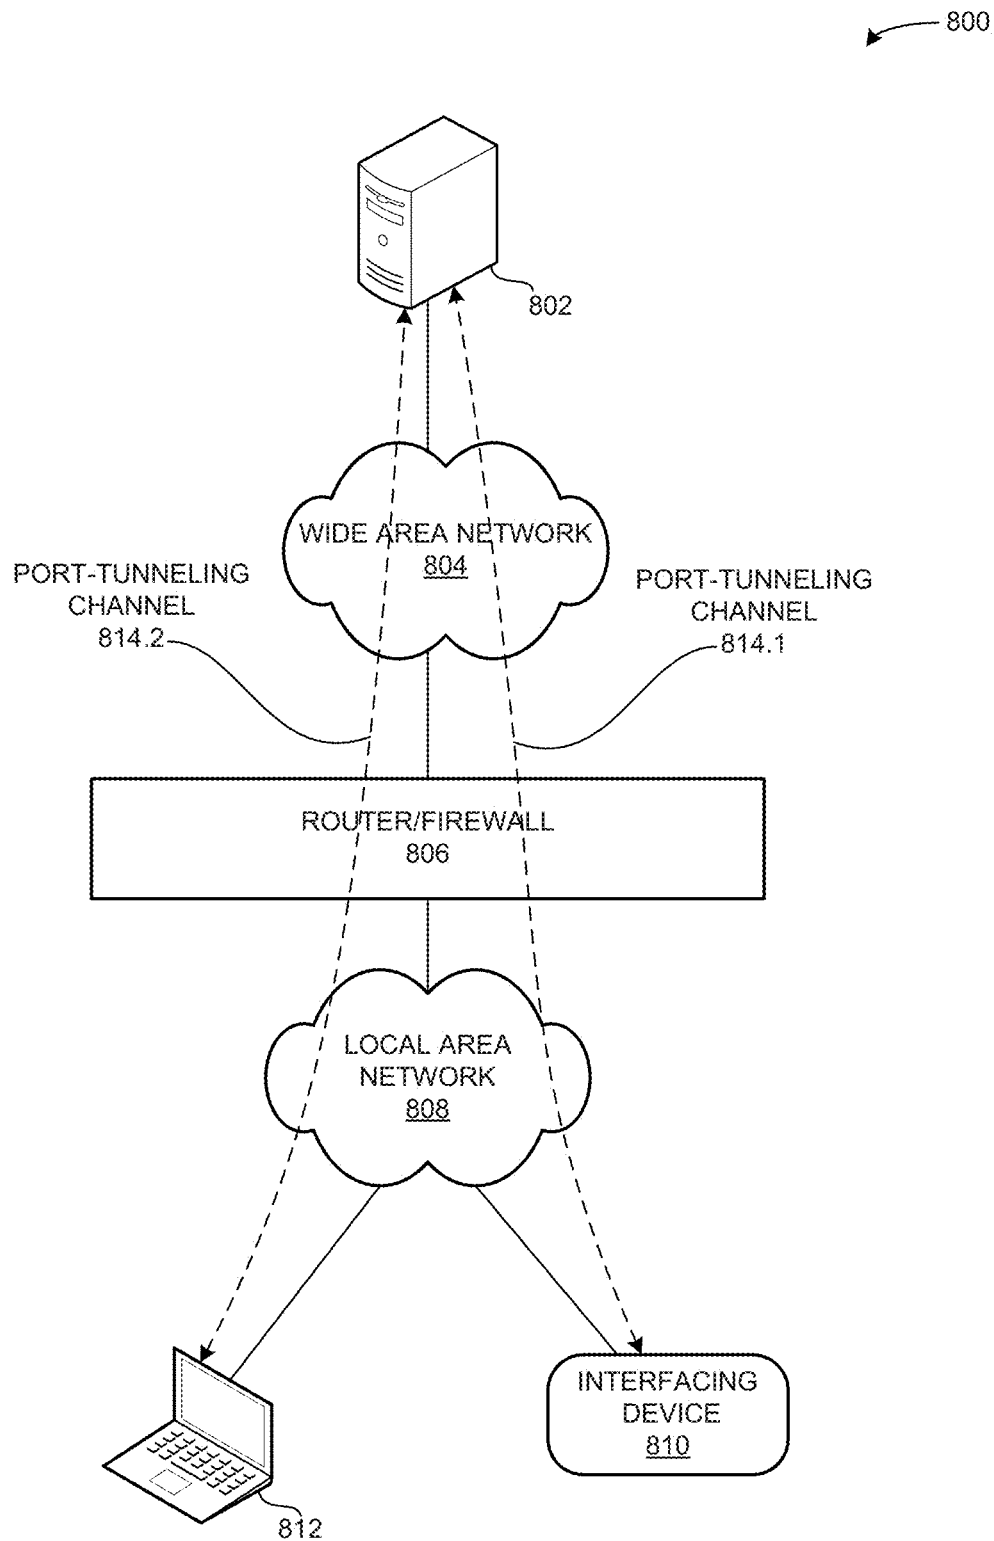 800
802
WIDE AREA NETWORK
804
PORT-TUNNELING
CHANNEL
814.2
PORT-TUNNELING
CHANNEL
814.1
ROUTER/FIREWALL
806
LOCAL AREA
NETWORK
808
INTERFACING
DEVICE
810
812